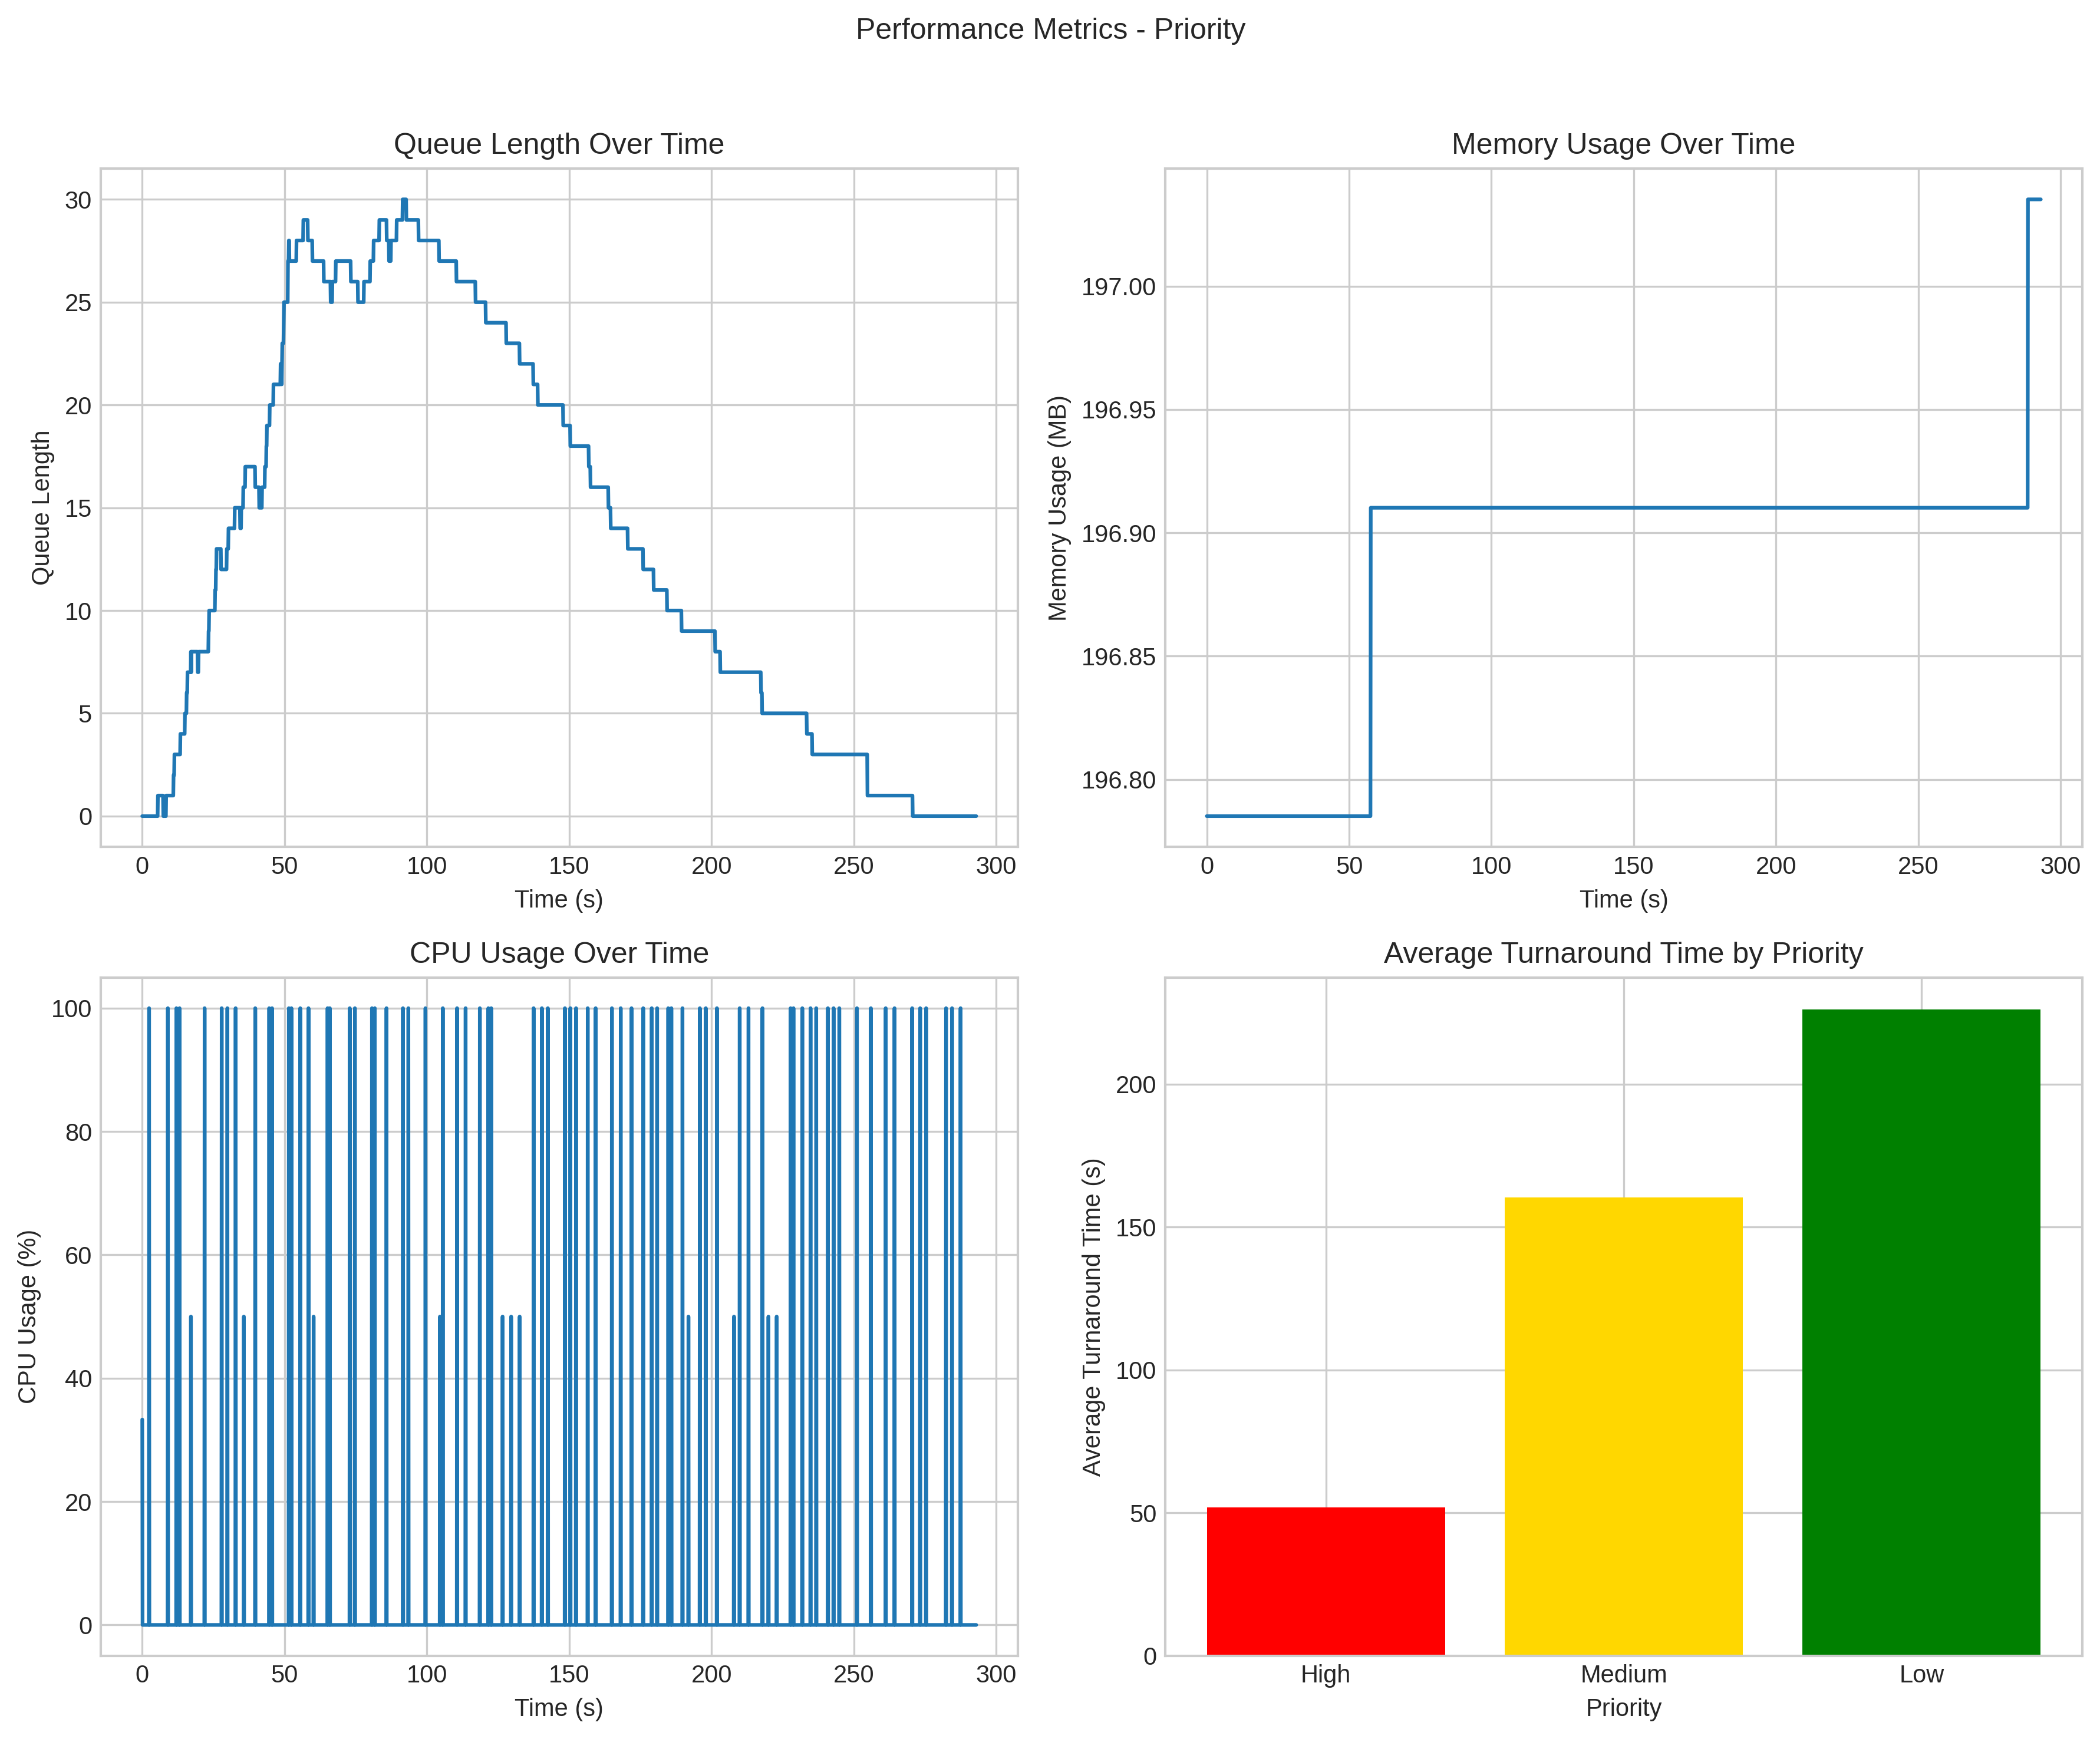 Performance Metrics - Priority
Queue Length Over Time
30
25
20
15
10
5
0
Queue Length
0 50 100 150 200 250 300
Time (s)
Memory Usage Over Time
197.00
196.95
196.90
196.85
196.80
Memory Usage (MB)
0 50 100 150 200 250 300
Time (s)
CPU Usage Over Time
100
80
60
40
20
0
CPU Usage (%)
0 50 100 150 200 250 300
Time (s)
Average Turnaround Time by Priority
200
150
100
50
0
Average Turnaround Time (s)
High Medium Low
Priority